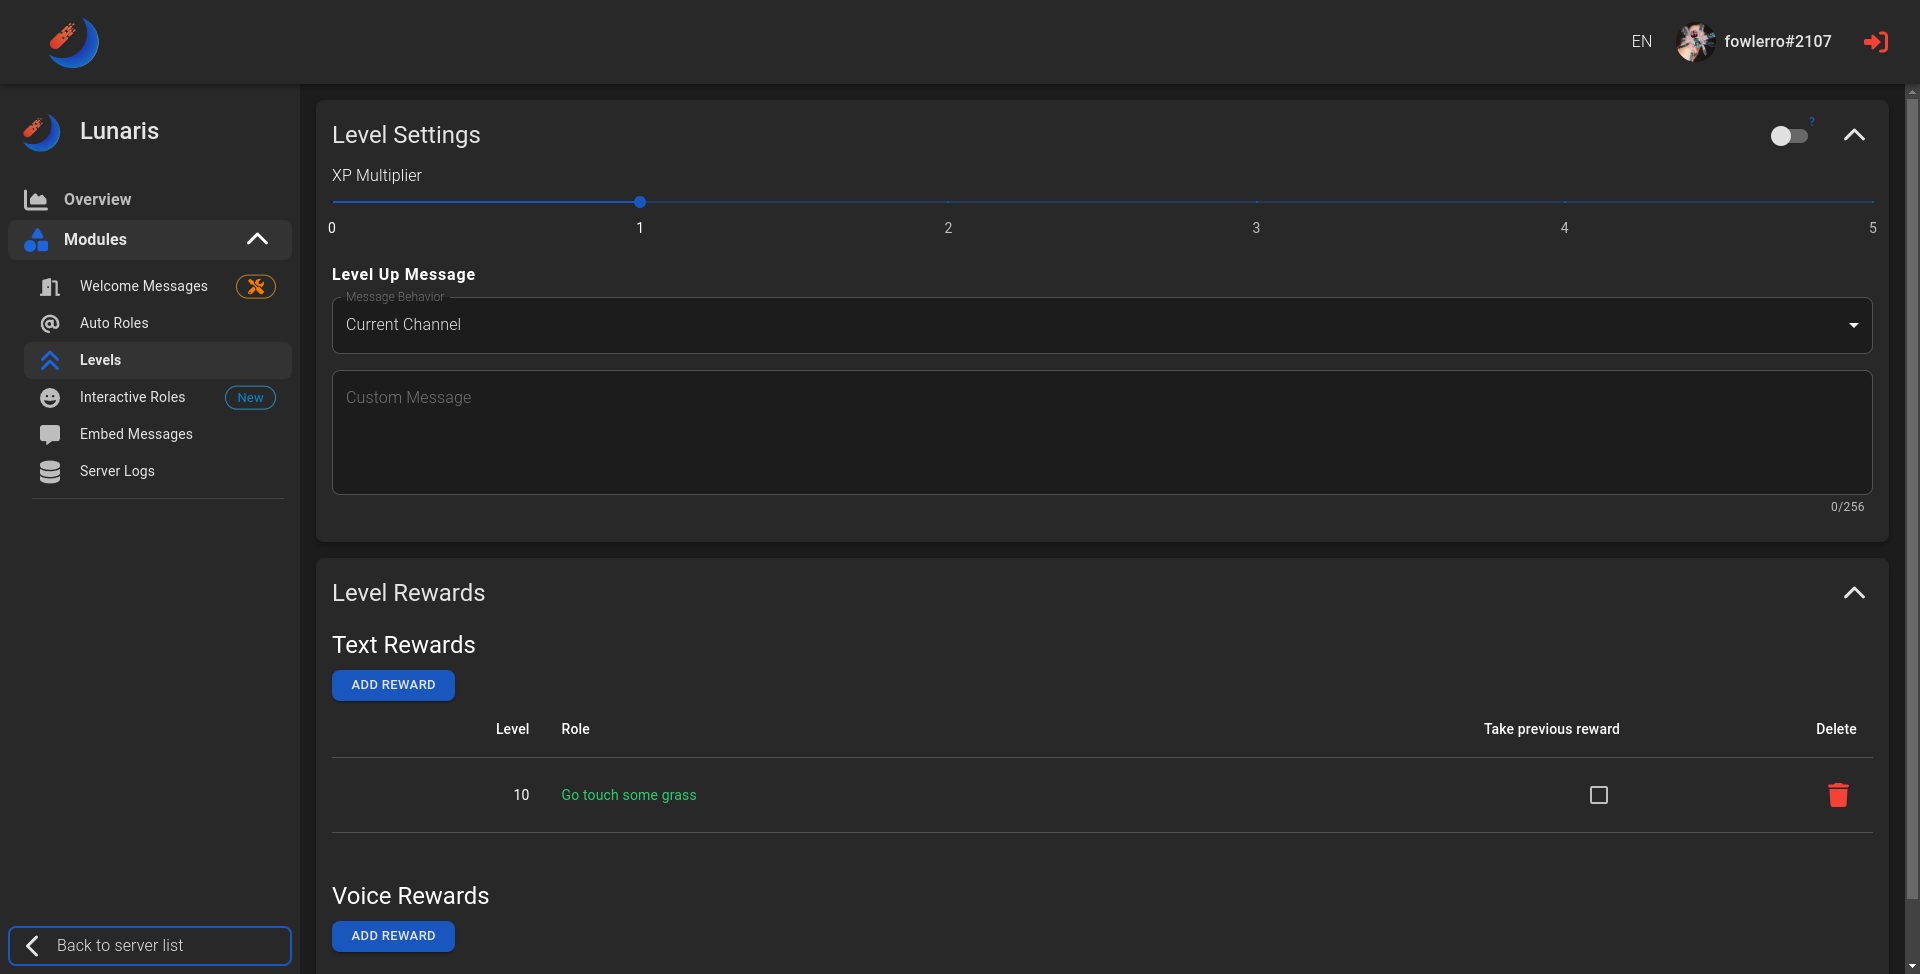 EN
fowlerro#2107
Lunaris
Overview
Modules
Welcome Messages
Auto Roles
Levels
Interactive Roles
New
Embed Messages
Server Logs
Back to server list
Level Settings
?
XP Multiplier
0 1 2 3 4 5
Level Up Message
Message Behavior
Current Channel
Custom Message
0/256
Level Rewards
Text Rewards
ADD REWARD
Level Role Take previous reward Delete
10 Go touch some grass
Voice Rewards
ADD REWARD